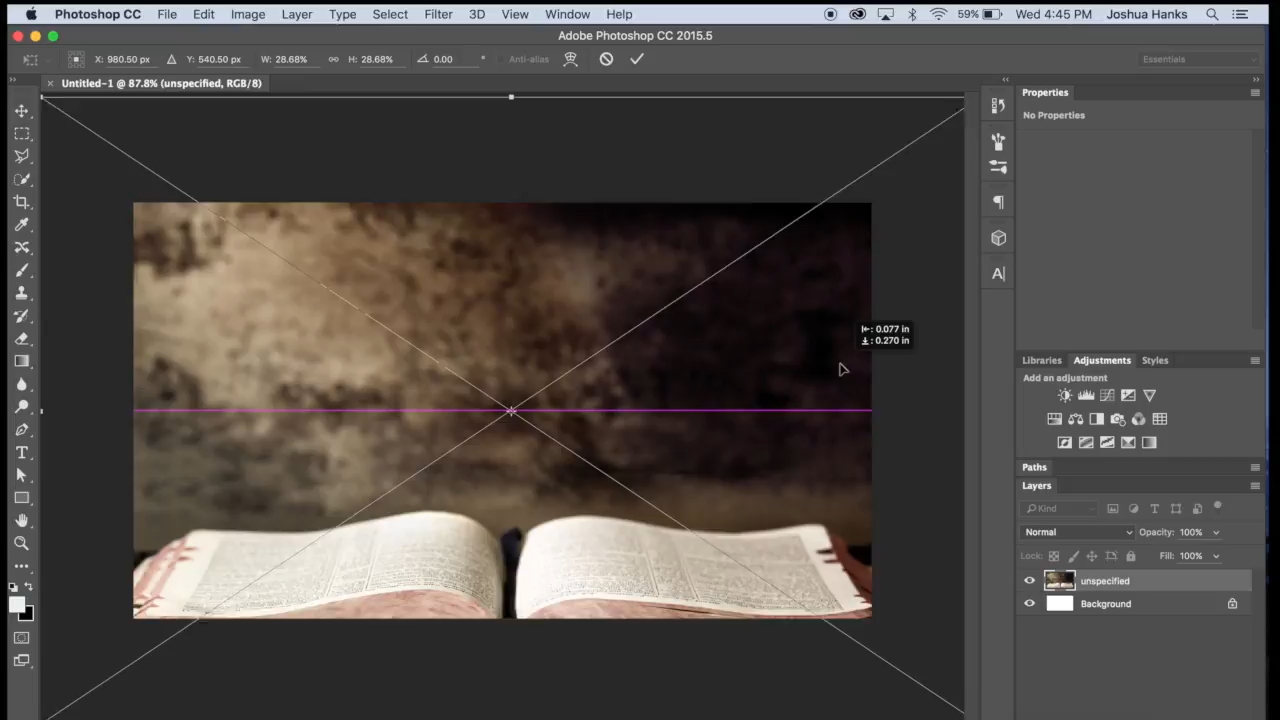 Photoshop CC File Edit Image Layer Type Select Filter 3D View Window Help 59% Wed 4:45 PM Joshua Hanks
Adobe Photoshop CC 2015.5
X: 980.50 px Y: 540.50 px W: 28.68% H: 28.68% 0.00 ° Anti-alias Essentials
Untitled-1 @ 87.8% (unspecified, RGB/8)
Properties
No Properties
0.077 in
0.270 in
Libraries Adjustments Styles
Add an adjustment
Paths
Layers
Kind
Normal Opacity: 100%
Lock: Fill: 100%
unspecified
Background